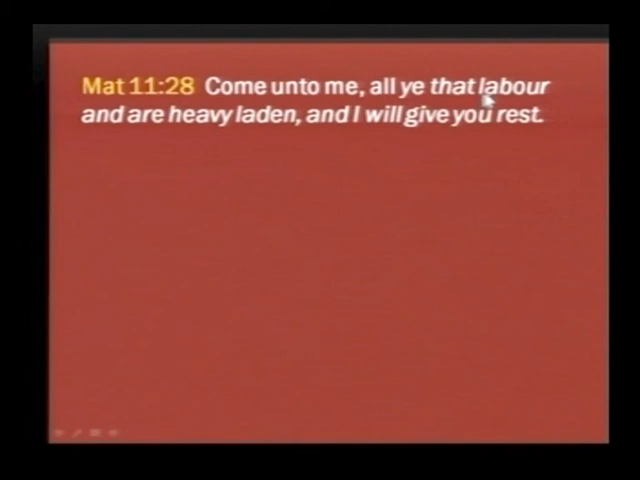 Mat 11:28 Come unto me, all ye that labour
and are heavy laden, and I will give you rest.